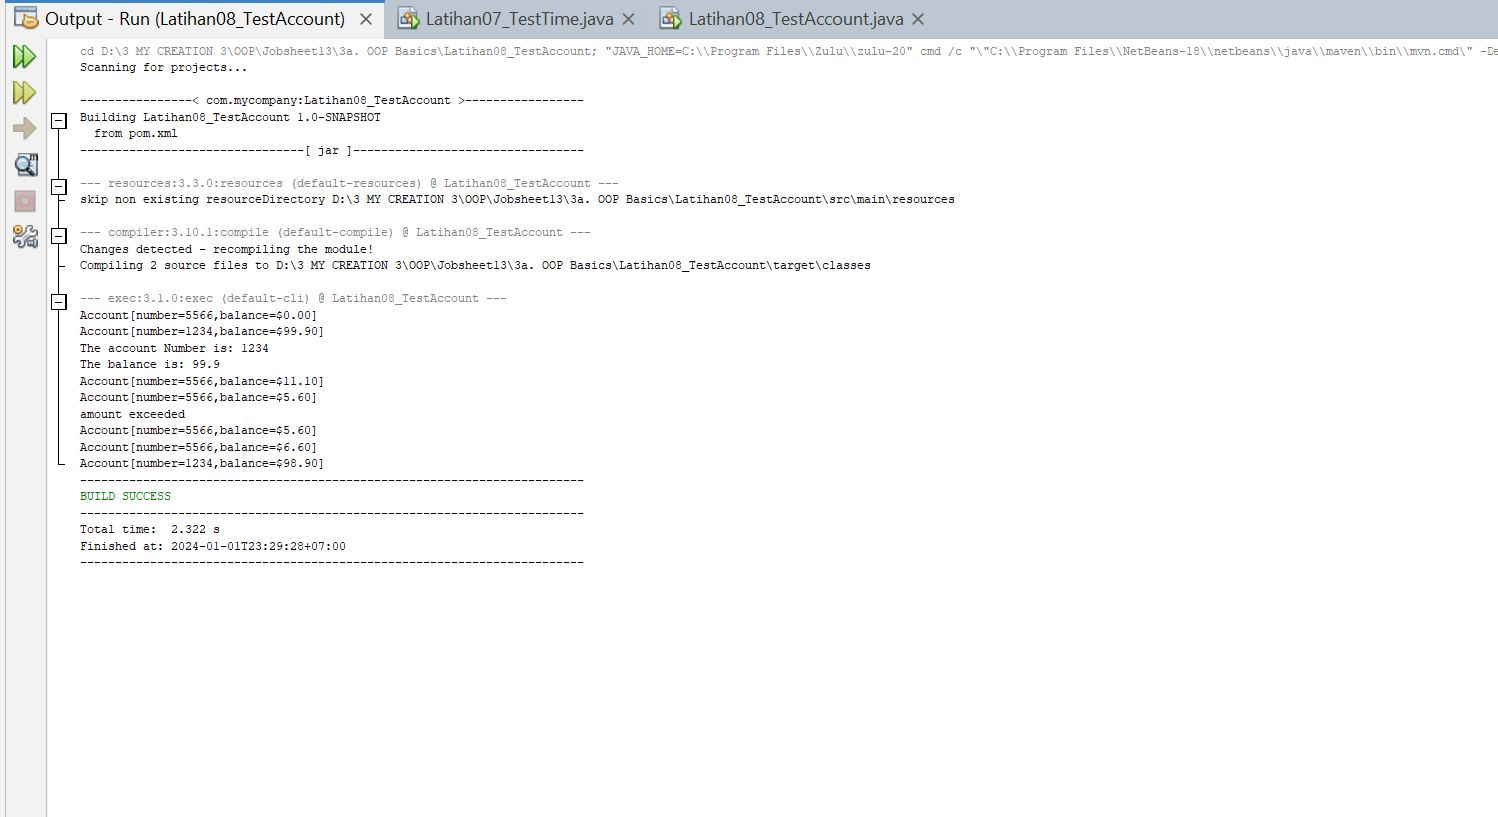 Output - Run (Latihan08_TestAccount) Latihan07_TestTime.java Latihan08_TestAccount.java
cd D:\3 MY CREATION 3\OOP\Jobsheet13\3a. OOP Basics\Latihan08_TestAccount; "JAVA_HOME=C:\\Program Files\\Zulu\\zulu-20" cmd /c "\"C:\\Program Files\\NetBeans-18\\netbeans\\java\\maven\\bin\\mvn.cmd\" -De
Scanning for projects...
----------------< com.mycompany:Latihan08_TestAccount >-----------------
Building Latihan08_TestAccount 1.0-SNAPSHOT
from pom.xml
--------------------------------[ jar ]---------------------------------
--- resources:3.3.0:resources (default-resources) @ Latihan08_TestAccount ---
skip non existing resourceDirectory D:\3 MY CREATION 3\OOP\Jobsheet13\3a. OOP Basics\Latihan08_TestAccount\src\main\resources
--- compiler:3.10.1:compile (default-compile) @ Latihan08_TestAccount ---
Changes detected - recompiling the module!
Compiling 2 source files to D:\3 MY CREATION 3\OOP\Jobsheet13\3a. OOP Basics\Latihan08_TestAccount\target\classes
--- exec:3.1.0:exec (default-cli) @ Latihan08_TestAccount ---
Account[number=5566,balance=$0.00]
Account[number=1234,balance=$99.90]
The account Number is: 1234
The balance is: 99.9
Account[number=5566,balance=$11.10]
Account[number=5566,balance=$5.60]
amount exceeded
Account[number=5566,balance=$5.60]
Account[number=5566,balance=$6.60]
Account[number=1234,balance=$98.90]
------------------------------------------------------------------------
BUILD SUCCESS
------------------------------------------------------------------------
Total time:  2.322 s
Finished at: 2024-01-01T23:29:28+07:00
------------------------------------------------------------------------